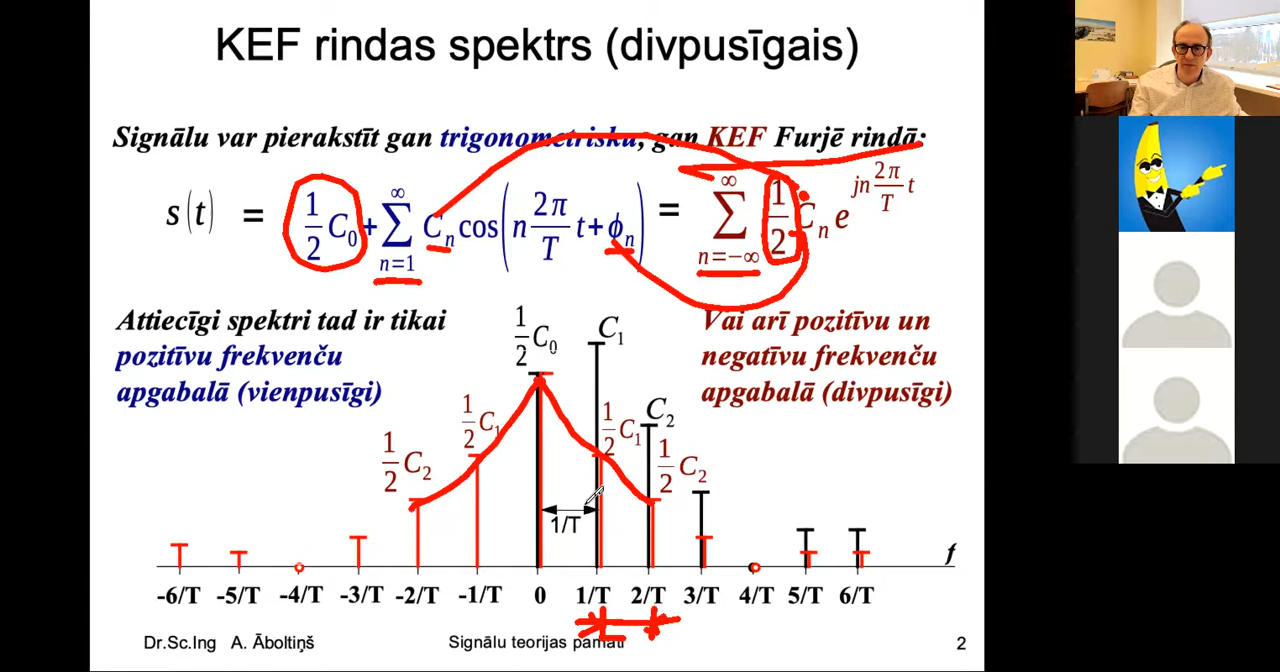 KEF rindas spektrs (divpusīgais)
Signālu var pierakstīt gan trigonometrisku, gan KEF Furjē rindā:
s(t) = 1/2 C₀ + ∑_{n=1}^{∞} Cₙ cos(n 2π/T t + ϕₙ) = ∑_{n=−∞}^{∞} 1/2 Ċₙ e^{jn 2π/T t}
Attiecīgi spektri tad ir tikai
pozitīvu frekvenču
apgabalā (vienpusīgi)
Vai arī pozitīvu un
negatīvu frekvenču
apgabalā (divpusīgi)
1/2 C₀
C₁
1/2 C₁
1/2 C₁
C₂
1/2 C₂
1/2 C₂
1/T
f
-6/T -5/T -4/T -3/T -2/T -1/T 0 1/T 2/T 3/T 4/T 5/T 6/T
Dr.Sc.Ing A. Āboltiņš
Signālu teorijas pamati
2